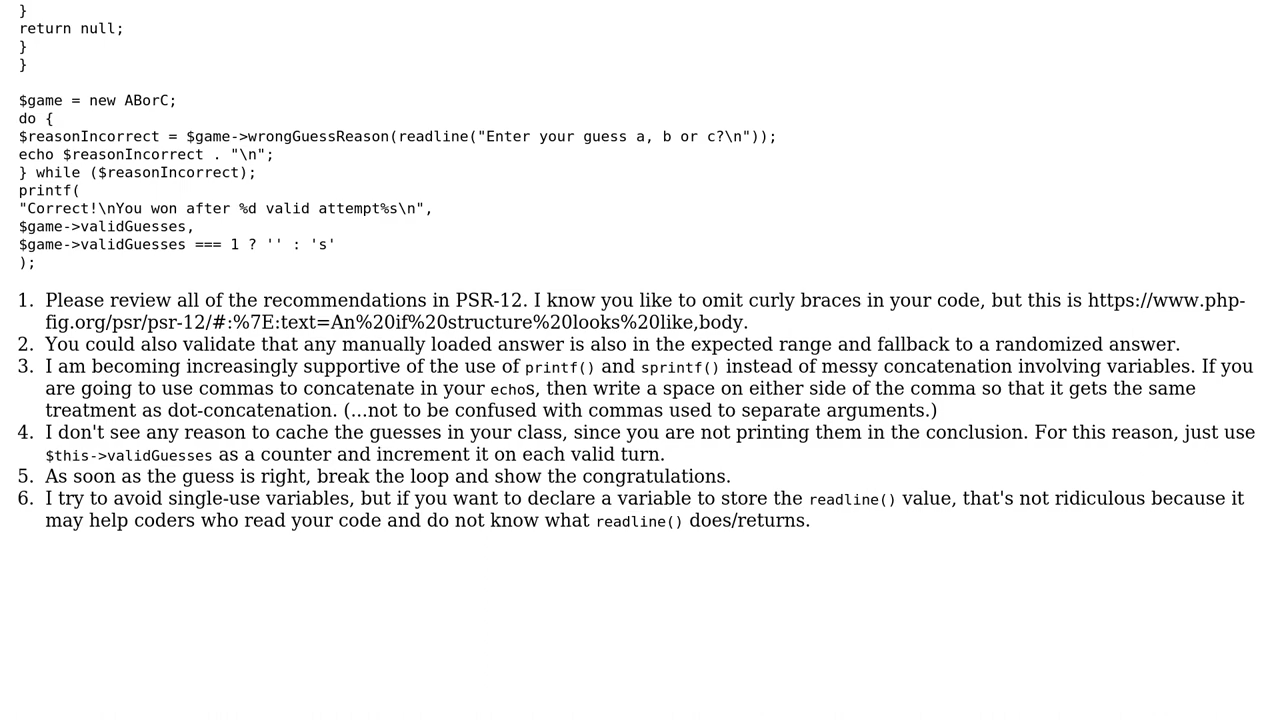 }
return null;
}
}
$game = new ABorC;
do {
$reasonIncorrect = $game->wrongGuessReason(readline("Enter your guess a, b or c?\n"));
echo $reasonIncorrect . "\n";
} while ($reasonIncorrect);
printf(
"Correct!\nYou won after %d valid attempt%s\n",
$game->validGuesses,
$game->validGuesses === 1 ? '' : 's'
);
1. Please review all of the recommendations in PSR-12. I know you like to omit curly braces in your code, but this is https://www.php-
fig.org/psr/psr-12/#:%7E:text=An%20if%20structure%20looks%20like,body.
2. You could also validate that any manually loaded answer is also in the expected range and fallback to a randomized answer.
3. I am becoming increasingly supportive of the use of printf() and sprintf() instead of messy concatenation involving variables. If you
are going to use commas to concatenate in your echos, then write a space on either side of the comma so that it gets the same
treatment as dot-concatenation. (...not to be confused with commas used to separate arguments.)
4. I don't see any reason to cache the guesses in your class, since you are not printing them in the conclusion. For this reason, just use
$this->validGuesses as a counter and increment it on each valid turn.
5. As soon as the guess is right, break the loop and show the congratulations.
6. I try to avoid single-use variables, but if you want to declare a variable to store the readline() value, that's not ridiculous because it
may help coders who read your code and do not know what readline() does/returns.